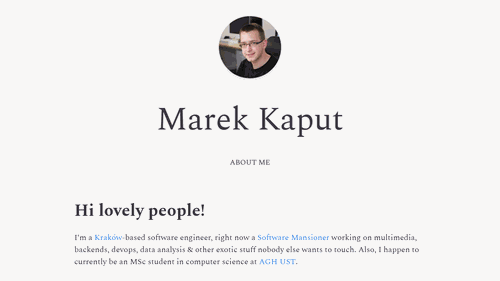 Marek Kaput
ABOUT ME
Hi lovely people!
I'm a Kraków-based software engineer, right now a Software Mansioner working on multimedia,
backends, devops, data analysis & other exotic stuff nobody else wants to touch. Also, I happen to
currently be an MSc student in computer science at AGH UST.